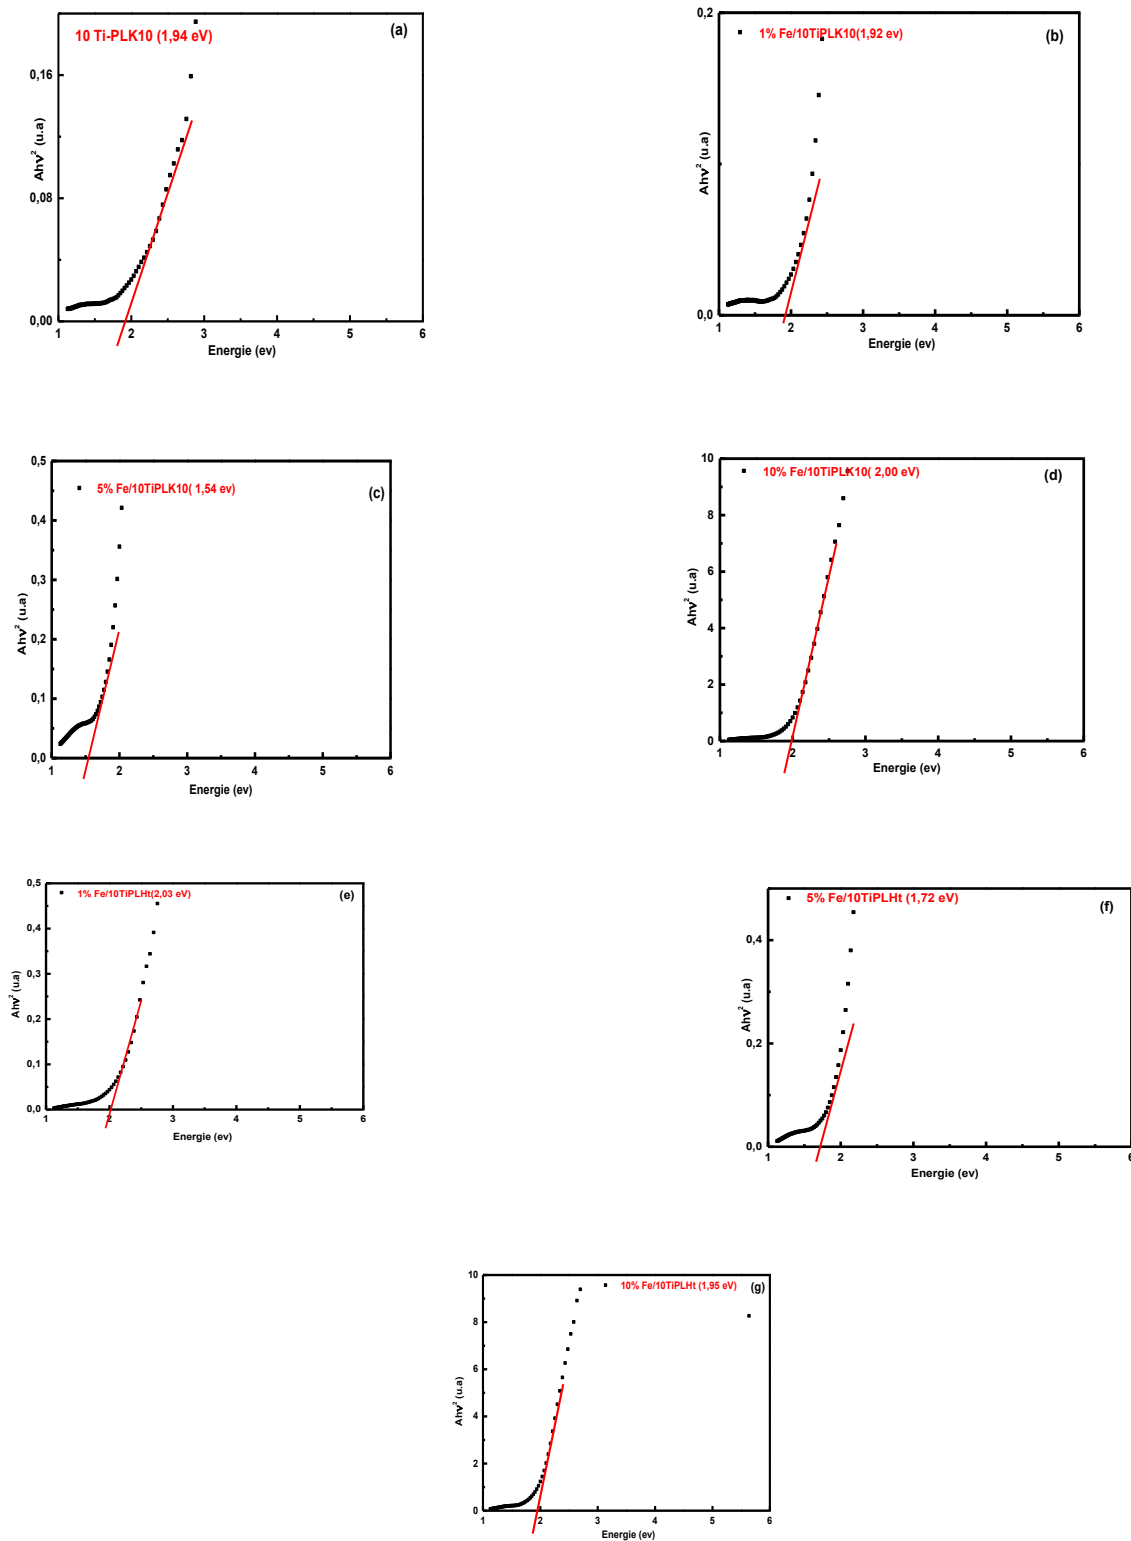 10 Ti-PLK10 (1,94 eV)
(a)
0,16
0,08
0,00
Ahν² (u.a)
1 2 3 4 5 6
Energie (ev)
1% Fe/10TiPLK10(1,92 ev)
(b)
0,2
0,0
Ahν² (u.a)
1 2 3 4 5 6
Energie (ev)
5% Fe/10TiPLK10( 1,54 ev)
(c)
0,5
0,4
0,3
0,2
0,1
0,0
Ahν² (u.a)
1 2 3 4 5 6
Energie (ev)
10% Fe/10TiPLK10( 2,00 eV)
(d)
10
8
6
4
2
0
Ahν² (u.a)
1 2 3 4 5 6
Energie (ev)
1% Fe/10TiPLHt(2,03 eV)
(e)
0,5
0,4
0,3
0,2
0,1
0,0
Ahν² (u.a)
1 2 3 4 5 6
Energie (ev)
5% Fe/10TiPLHt (1,72 eV)
(f)
0,4
0,2
0,0
Ahν² (u.a)
1 2 3 4 5 6
Energie (ev)
10% Fe/10TiPLHt (1,95 eV)
(g)
10
8
6
4
2
0
Ahν² (u.a)
1 2 3 4 5 6
Energie (ev)